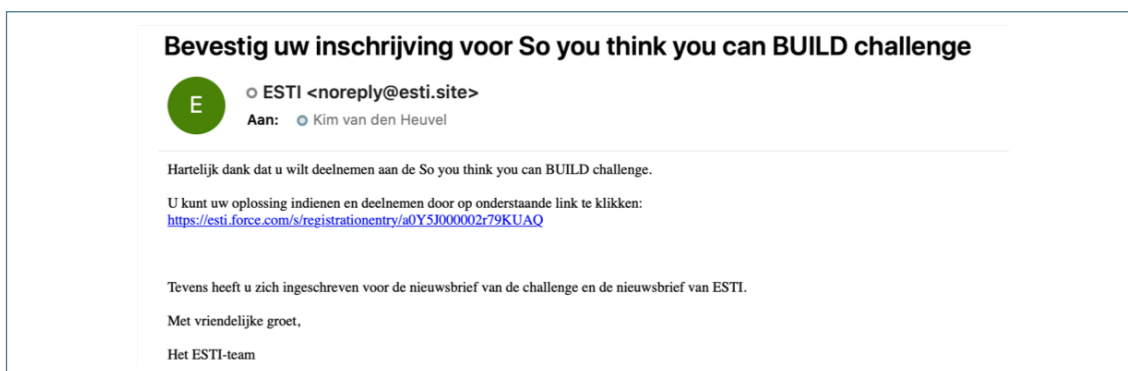 Bevestig uw inschrijving voor So you think you can BUILD challenge
E
ESTI <noreply@esti.site>
Aan: Kim van den Heuvel
Hartelijk dank dat u wilt deelnemen aan de So you think you can BUILD challenge.
U kunt uw oplossing indienen en deelnemen door op onderstaande link te klikken:
https://esti.force.com/s/registrationentry/a0Y5J000002r79KUAQ
Tevens heeft u zich ingeschreven voor de nieuwsbrief van de challenge en de nieuwsbrief van ESTI.
Met vriendelijke groet,
Het ESTI-team